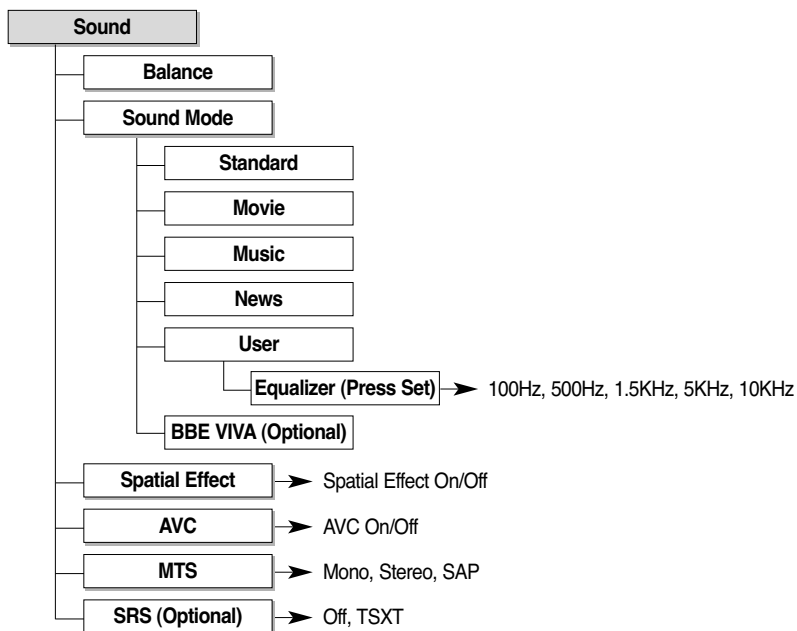 Sound
Balance
Sound Mode
Standard
Movie
Music
News
User
Equalizer (Press Set) 100Hz, 500Hz, 1.5KHz, 5KHz, 10KHz
BBE VIVA (Optional)
Spatial Effect Spatial Effect On/Off
AVC AVC On/Off
MTS Mono, Stereo, SAP
SRS (Optional) Off, TSXT